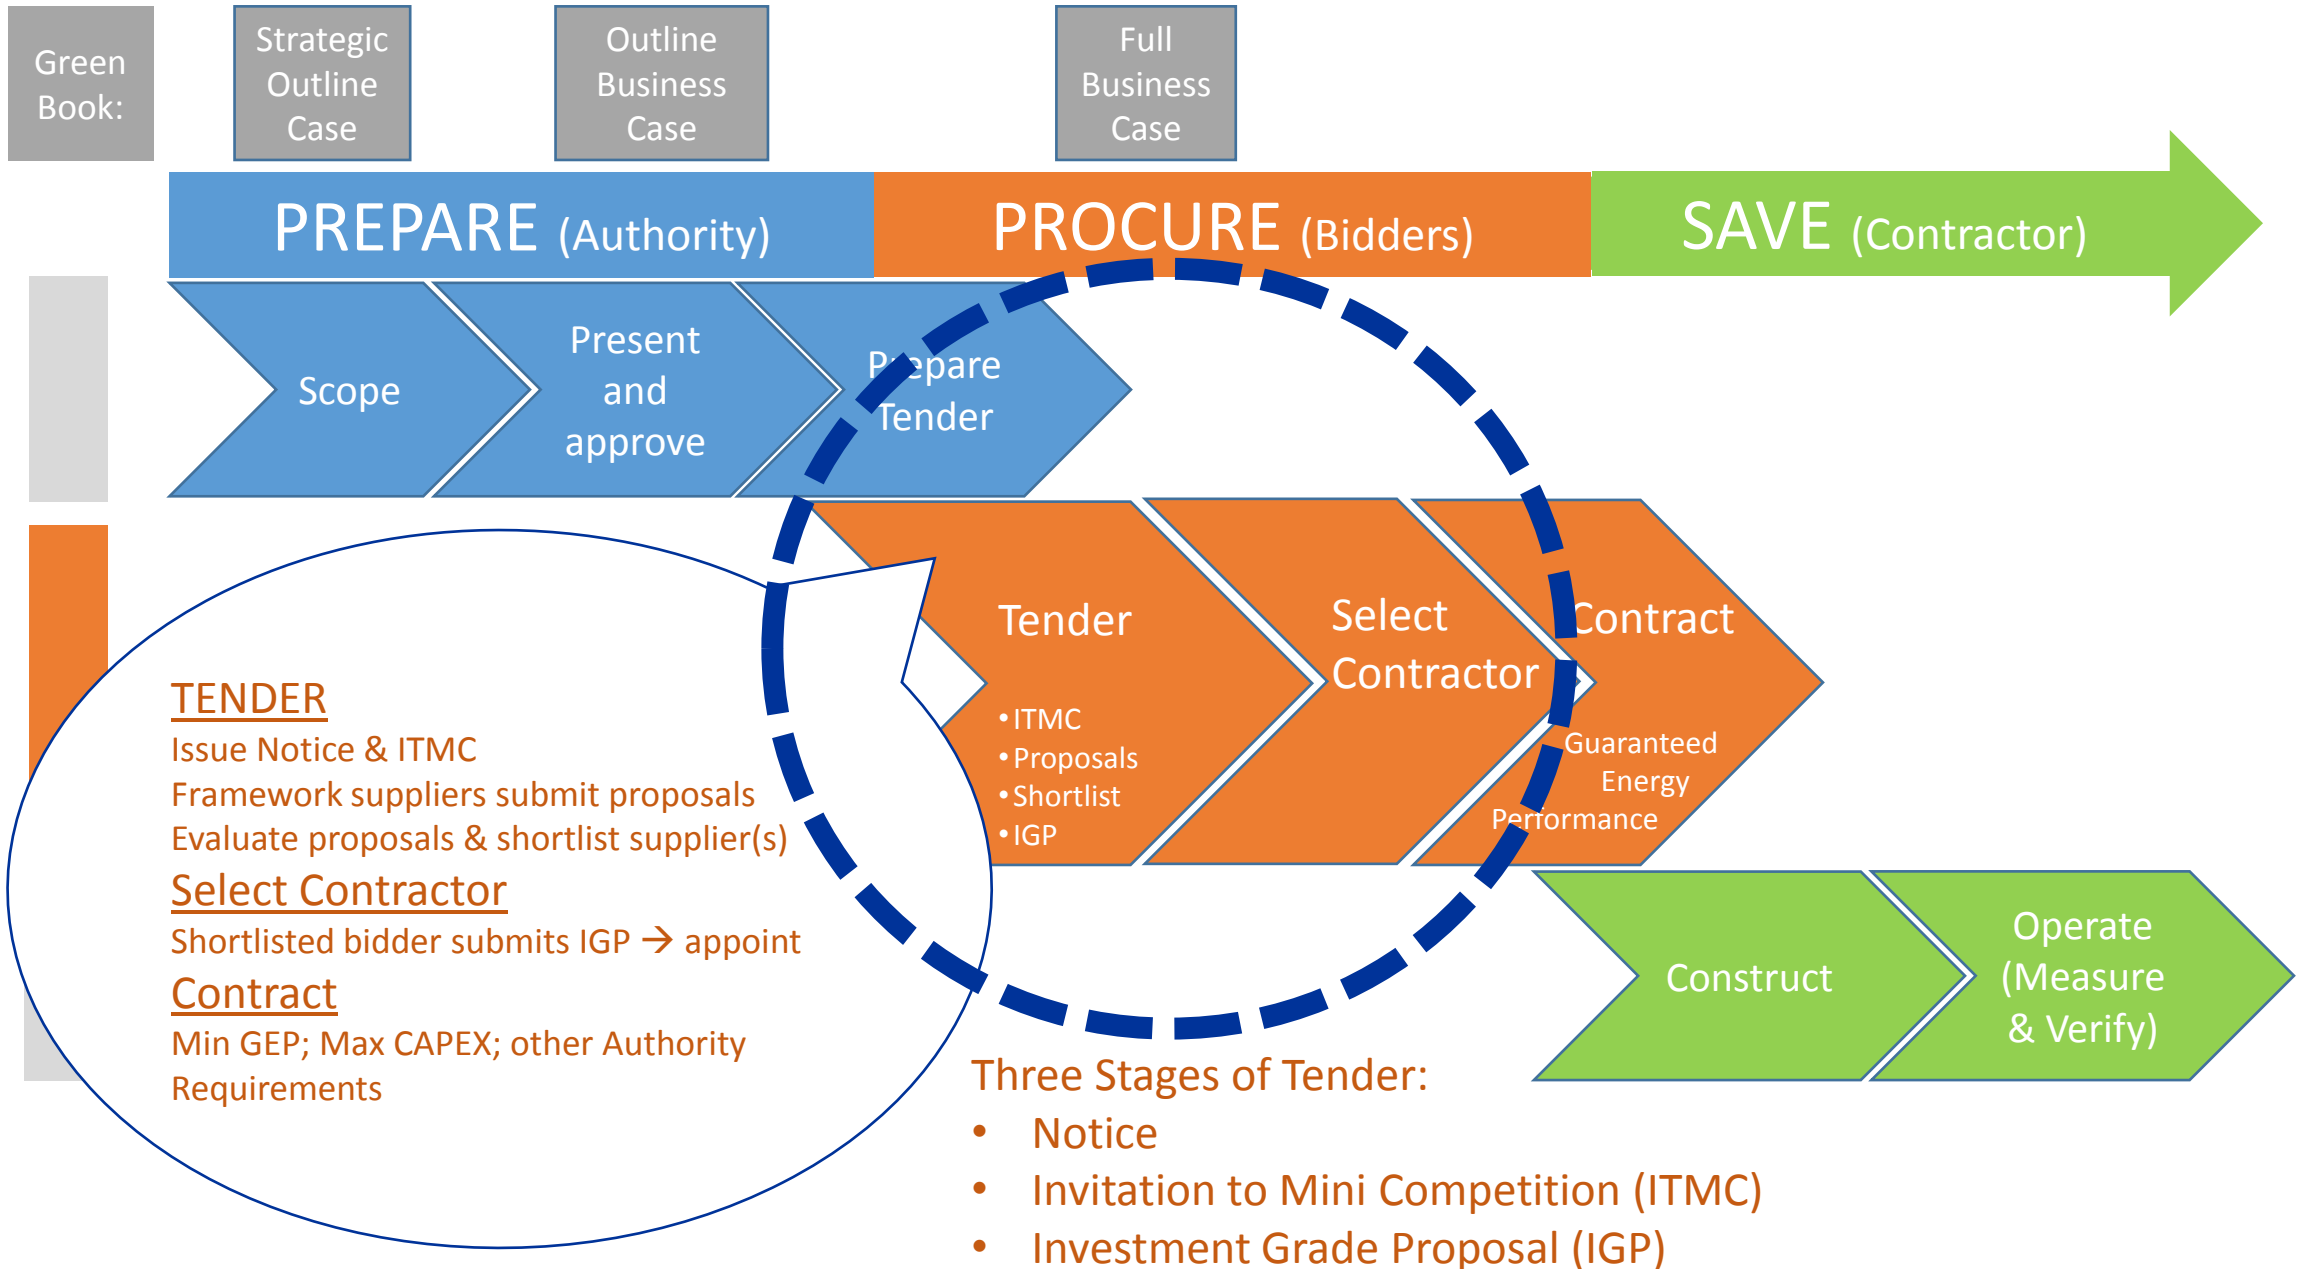 Green
Book:
Strategic
Outline
Case
Outline
Business
Case
Full
Business
Case
PREPARE (Authority)
PROCURE (Bidders)
SAVE (Contractor)
Scope
Present
and
approve
Prepare
Tender
Tender
• ITMC
• Proposals
• Shortlist
• IGP
Select
Contractor
Contract
Guaranteed
Energy
Performance
TENDER
Issue Notice & ITMC
Framework suppliers submit proposals
Evaluate proposals & shortlist supplier(s)
Select Contractor
Shortlisted bidder submits IGP → appoint
Contract
Min GEP; Max CAPEX; other Authority
Requirements
Construct
Operate
(Measure
& Verify)
Three Stages of Tender:
• Notice
• Invitation to Mini Competition (ITMC)
• Investment Grade Proposal (IGP)